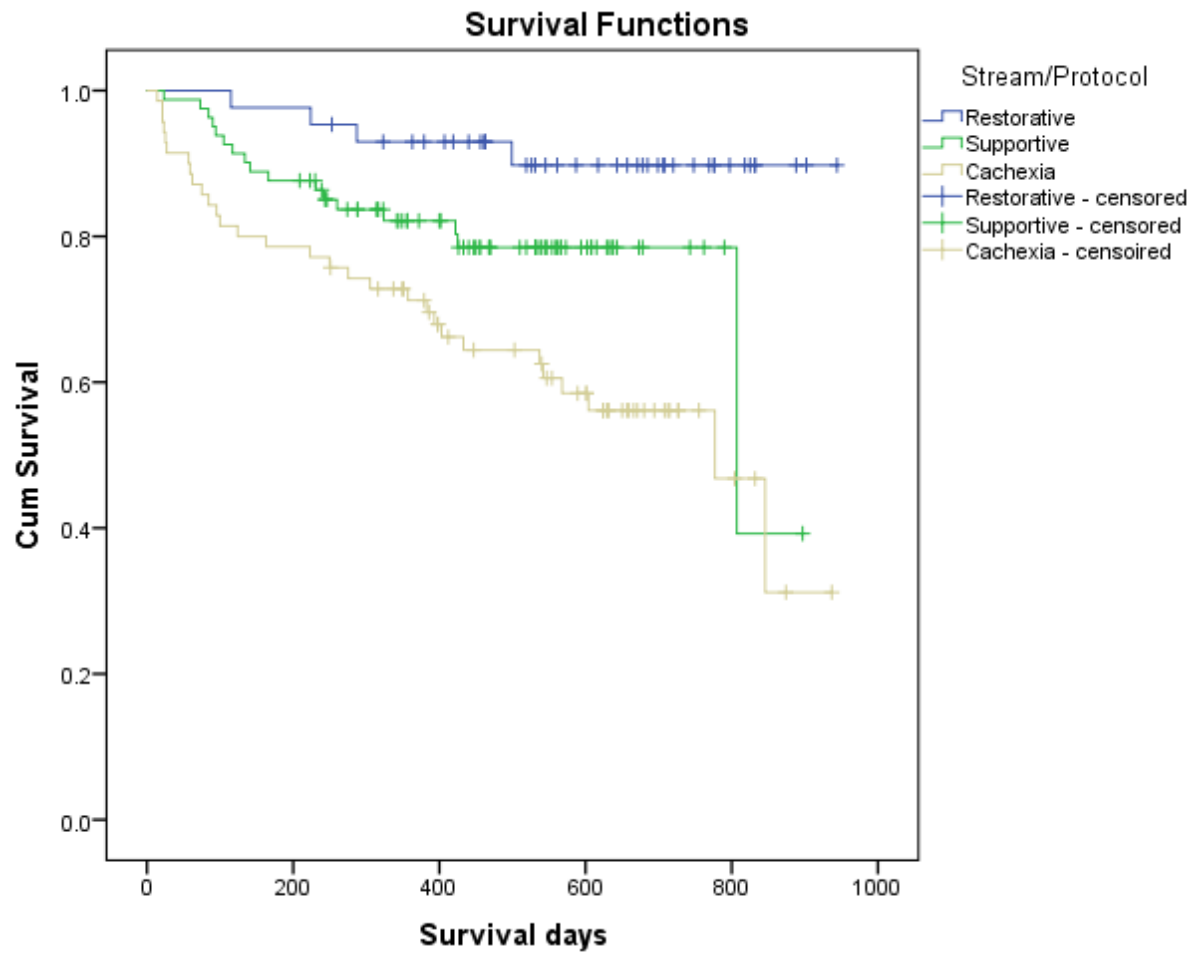 Survival Functions
Stream/Protocol
Restorative
Supportive
Cachexia
Restorative - censored
Supportive - censored
Cachexia - censoired
Cum Survival
1.0
0.8
0.6
0.4
0.2
0.0
0 200 400 600 800 1000
Survival days